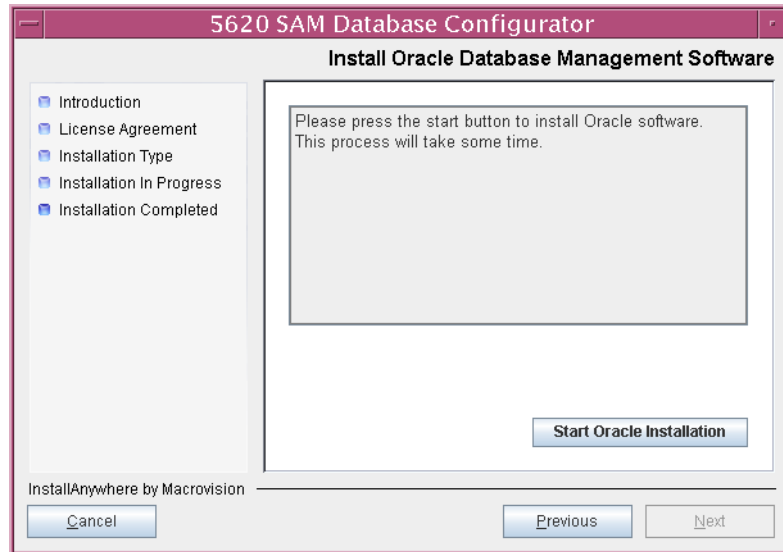 5620 SAM Database Configurator
Install Oracle Database Management Software
Introduction
License Agreement
Installation Type
Installation In Progress
Installation Completed
Please press the start button to install Oracle software.
This process will take some time.
Start Oracle Installation
InstallAnywhere by Macrovision
Cancel
Previous
Next